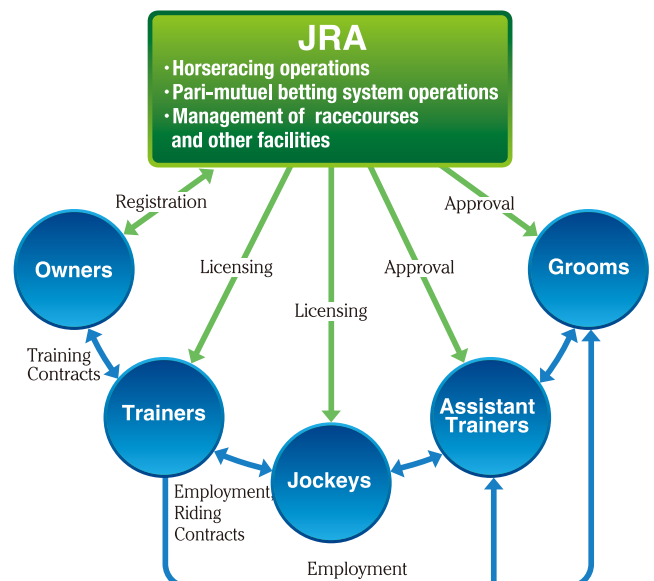 JRA
・Horseracing operations
・Pari-mutuel betting system operations
・Management of racecourses
and other facilities
Registration
Approval
Owners
Licensing
Approval
Grooms
Licensing
Training
Contracts
Trainers
Assistant
Trainers
Jockeys
Employment,
Riding
Contracts
Employment